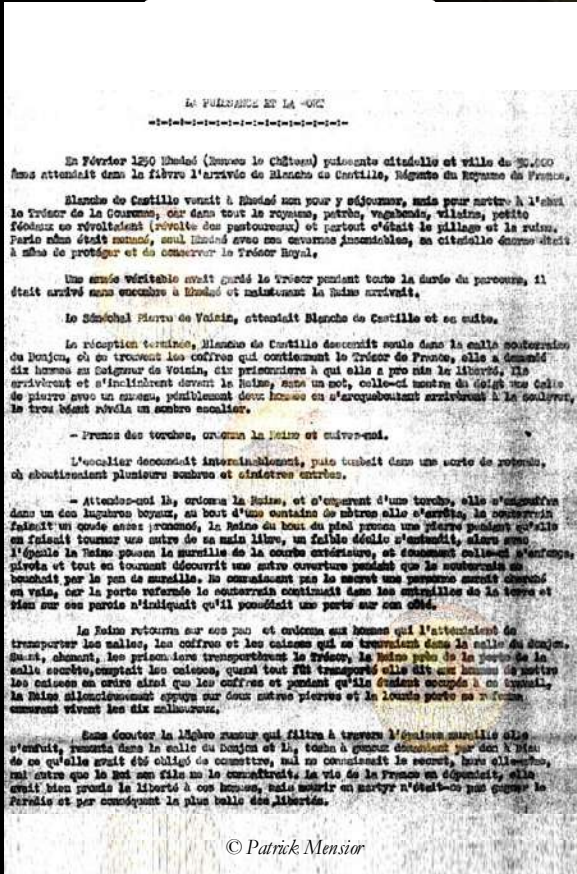 LA PUISSANCE ET LA MORT
-:-:-:-:-:-:-:-:-:-:-:-:-:-:-:-:-:-
En Février 1250 Rhedaé (Rennes le Château) puissante citadelle et ville de 30.000
âmes attendait dans la fièvre l'arrivée de Blanche de Castille, Régente du Royaume de France.
Blanche de Castille venait à Rhedaé non pour y séjourner, mais pour mettre à l'abri
le Trésor de la Couronne, car dans tout le royaume, patres, vagabonds, vilains, petits
féodaux se révoltaient (révolte des pastoureaux) et partout c'était le pillage et la ruine.
Paris même était menacé, seul Rhedaé avec ses cavernes insondables, sa citadelle énorme était
à même de protéger et de conserver le Trésor Royal.
Une armée véritable avait gardé le Trésor pendant toute la durée du parcours, il
était arrivé sans encombre à Rhedaé et maintenant la Reine arrivait.
Le Sénéchal Pierre de Voisin, attendait Blanche de Castille et sa suite.
La réception terminée, Blanche de Castille descendit seule dans la salle souterraine
du Donjon, où se trouvent les coffres qui contiennent le Trésor de France, elle a demandé
dix hommes au Seigneur de Voisin, dix prisonniers à qui elle a promis la liberté. Ils
arrivèrent et s'inclinèrent devant la Reine, sans un mot, celle-ci montra du doigt une dalle
de pierre avec un anneau, péniblement deux hommes en s'arcqueboutant arrivèrent à la soulever,
le trou béant révéla un sombre escalier.
- Prenez des torches, ordonna la Reine et suivez-moi.
L'escalier descendait interminablement, puis tombait dans une sorte de rotonde,
où aboutissaient plusieurs sombres et sinistres entrées.
- Attendez-moi là, ordonna la Reine, et s'emparant d'une torche, elle s'engouffra
dans un des lugubres boyaux, au bout d'une centaine de mètres elle s'arrêta, le souterrain
faisait un coude assez prononcé, la Reine du bout du pied pressa une pierre pendant qu'elle
en faisait tourner une autre de sa main libre, un faible déclic s'entendit, alors avec
l'épaule la Reine poussa la muraille de la courbe extérieure, et doucement celle-ci s'enfonça,
pivota et tout en tournant découvrit une autre ouverture pendant que le souterrain se
bouchait par le pan de muraille. Ne connaissant pas le secret une personne aurait cherché
en vain, car la porte refermée le souterrain continuait dans les entrailles de la terre et
rien sur ses parois n'indiquait qu'il possédait une porte sur son côté.
La Reine retourna sur ses pas et ordonna aux hommes qui l'attendaient de
transporter les malles, les coffres et les caisses qui se trouvaient dans la salle du donjon.
Suant, ahanant, les prisonniers transportèrent le Trésor, la Reine près de la porte de la
salle secrète, comptait les caisses, quand tout fût transporté elle dit aux hommes de mettre
les caisses en ordre ainsi que les coffres et pendant qu'ils étaient occupés à ce travail,
la Reine silencieusement appuya sur deux autres pierres et la lourde porte se referma
emmurant vivant les dix malheureux.
Sans écouter la lugubre rumeur qui filtre à travers l'épaisse muraille elle
s'enfuit, remonta dans la salle du Donjon et là, tomba à genoux demandant pardon à Dieu
de ce qu'elle avait été obligé de commettre, nul ne connaissait le secret, hors elle-même,
nul autre que le Roi son fils ne le connaîtrait. La vie de la France en dépendait, elle
avait bien promis la liberté à ces hommes, mais mourir en martyr n'était-ce pas gagner le
Paradis et par conséquent la plus belle des libertés.
© Patrick Mensior